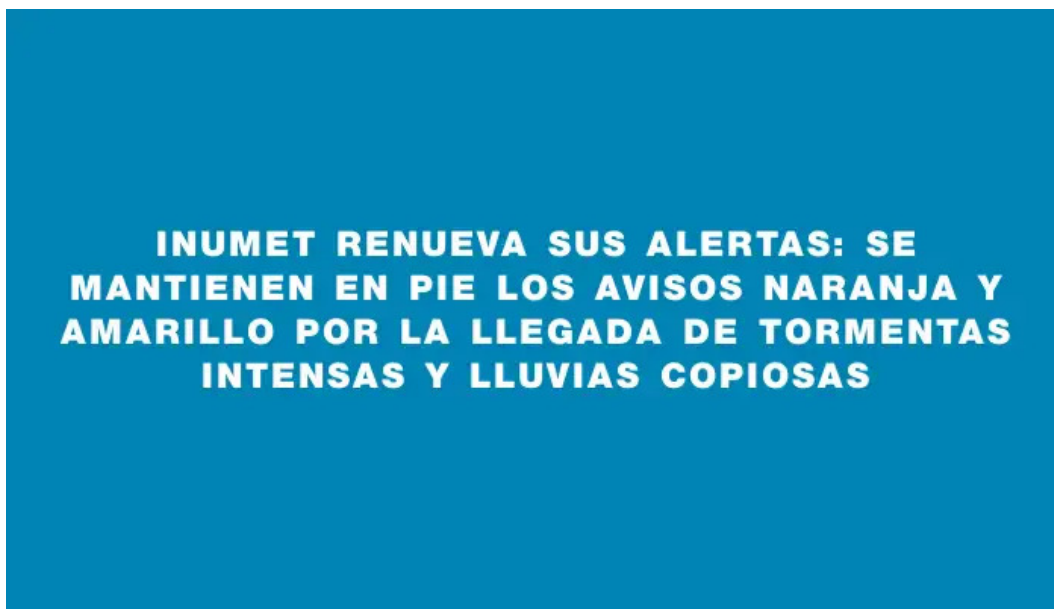 INUMET RENUEVA SUS ALERTAS: SE
MANTIENEN EN PIE LOS AVISOS NARANJA Y
AMARILLO POR LA LLEGADA DE TORMENTAS
INTENSAS Y LLUVIAS COPIOSAS